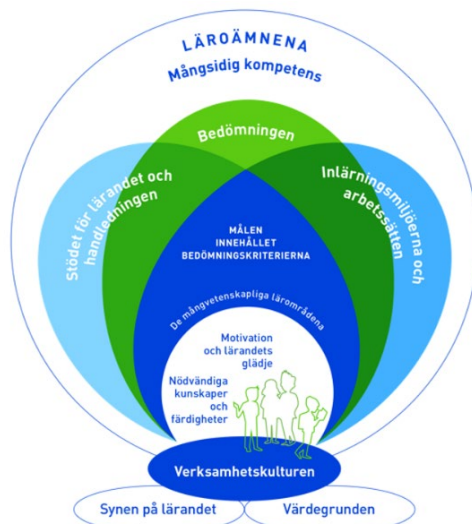 LÄROÄMNENA
Mångsidig kompetens
Bedömningen
Stödet för lärandet och
handledningen
Inlärningsmiljöerna och
arbetssätten
MÅLEN
INNEHÅLLET
BEDÖMNINGSKRITERIERNA
De mångvetenskapliga lärområdena
Motivation
och lärandets
glädje
Nödvändiga
kunskaper
och
färdigheter
Verksamhetskulturen
Synen på lärandet
Värdegrunden